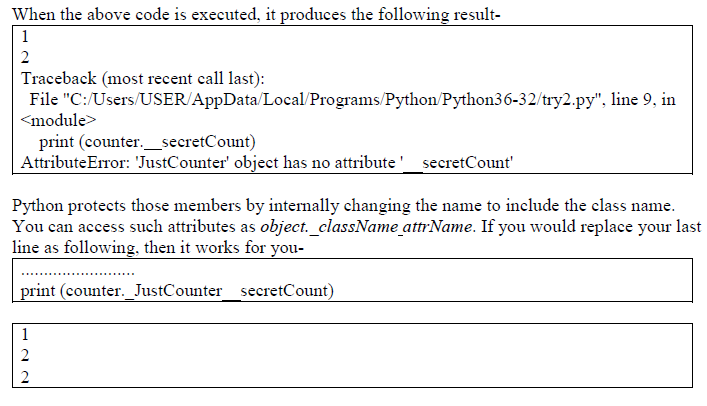 When the above code is executed, it produces the following result-
1
2
Traceback (most recent call last):
File "C:/Users/USER/AppData/Local/Programs/Python/Python36-32/try2.py", line 9, in
<module>
print (counter.__secretCount)
AttributeError: 'JustCounter' object has no attribute '__secretCount'
Python protects those members by internally changing the name to include the class name.
You can access such attributes as object._className_attrName. If you would replace your last
line as following, then it works for you-
.........................
print (counter._JustCounter__secretCount)
1
2
2